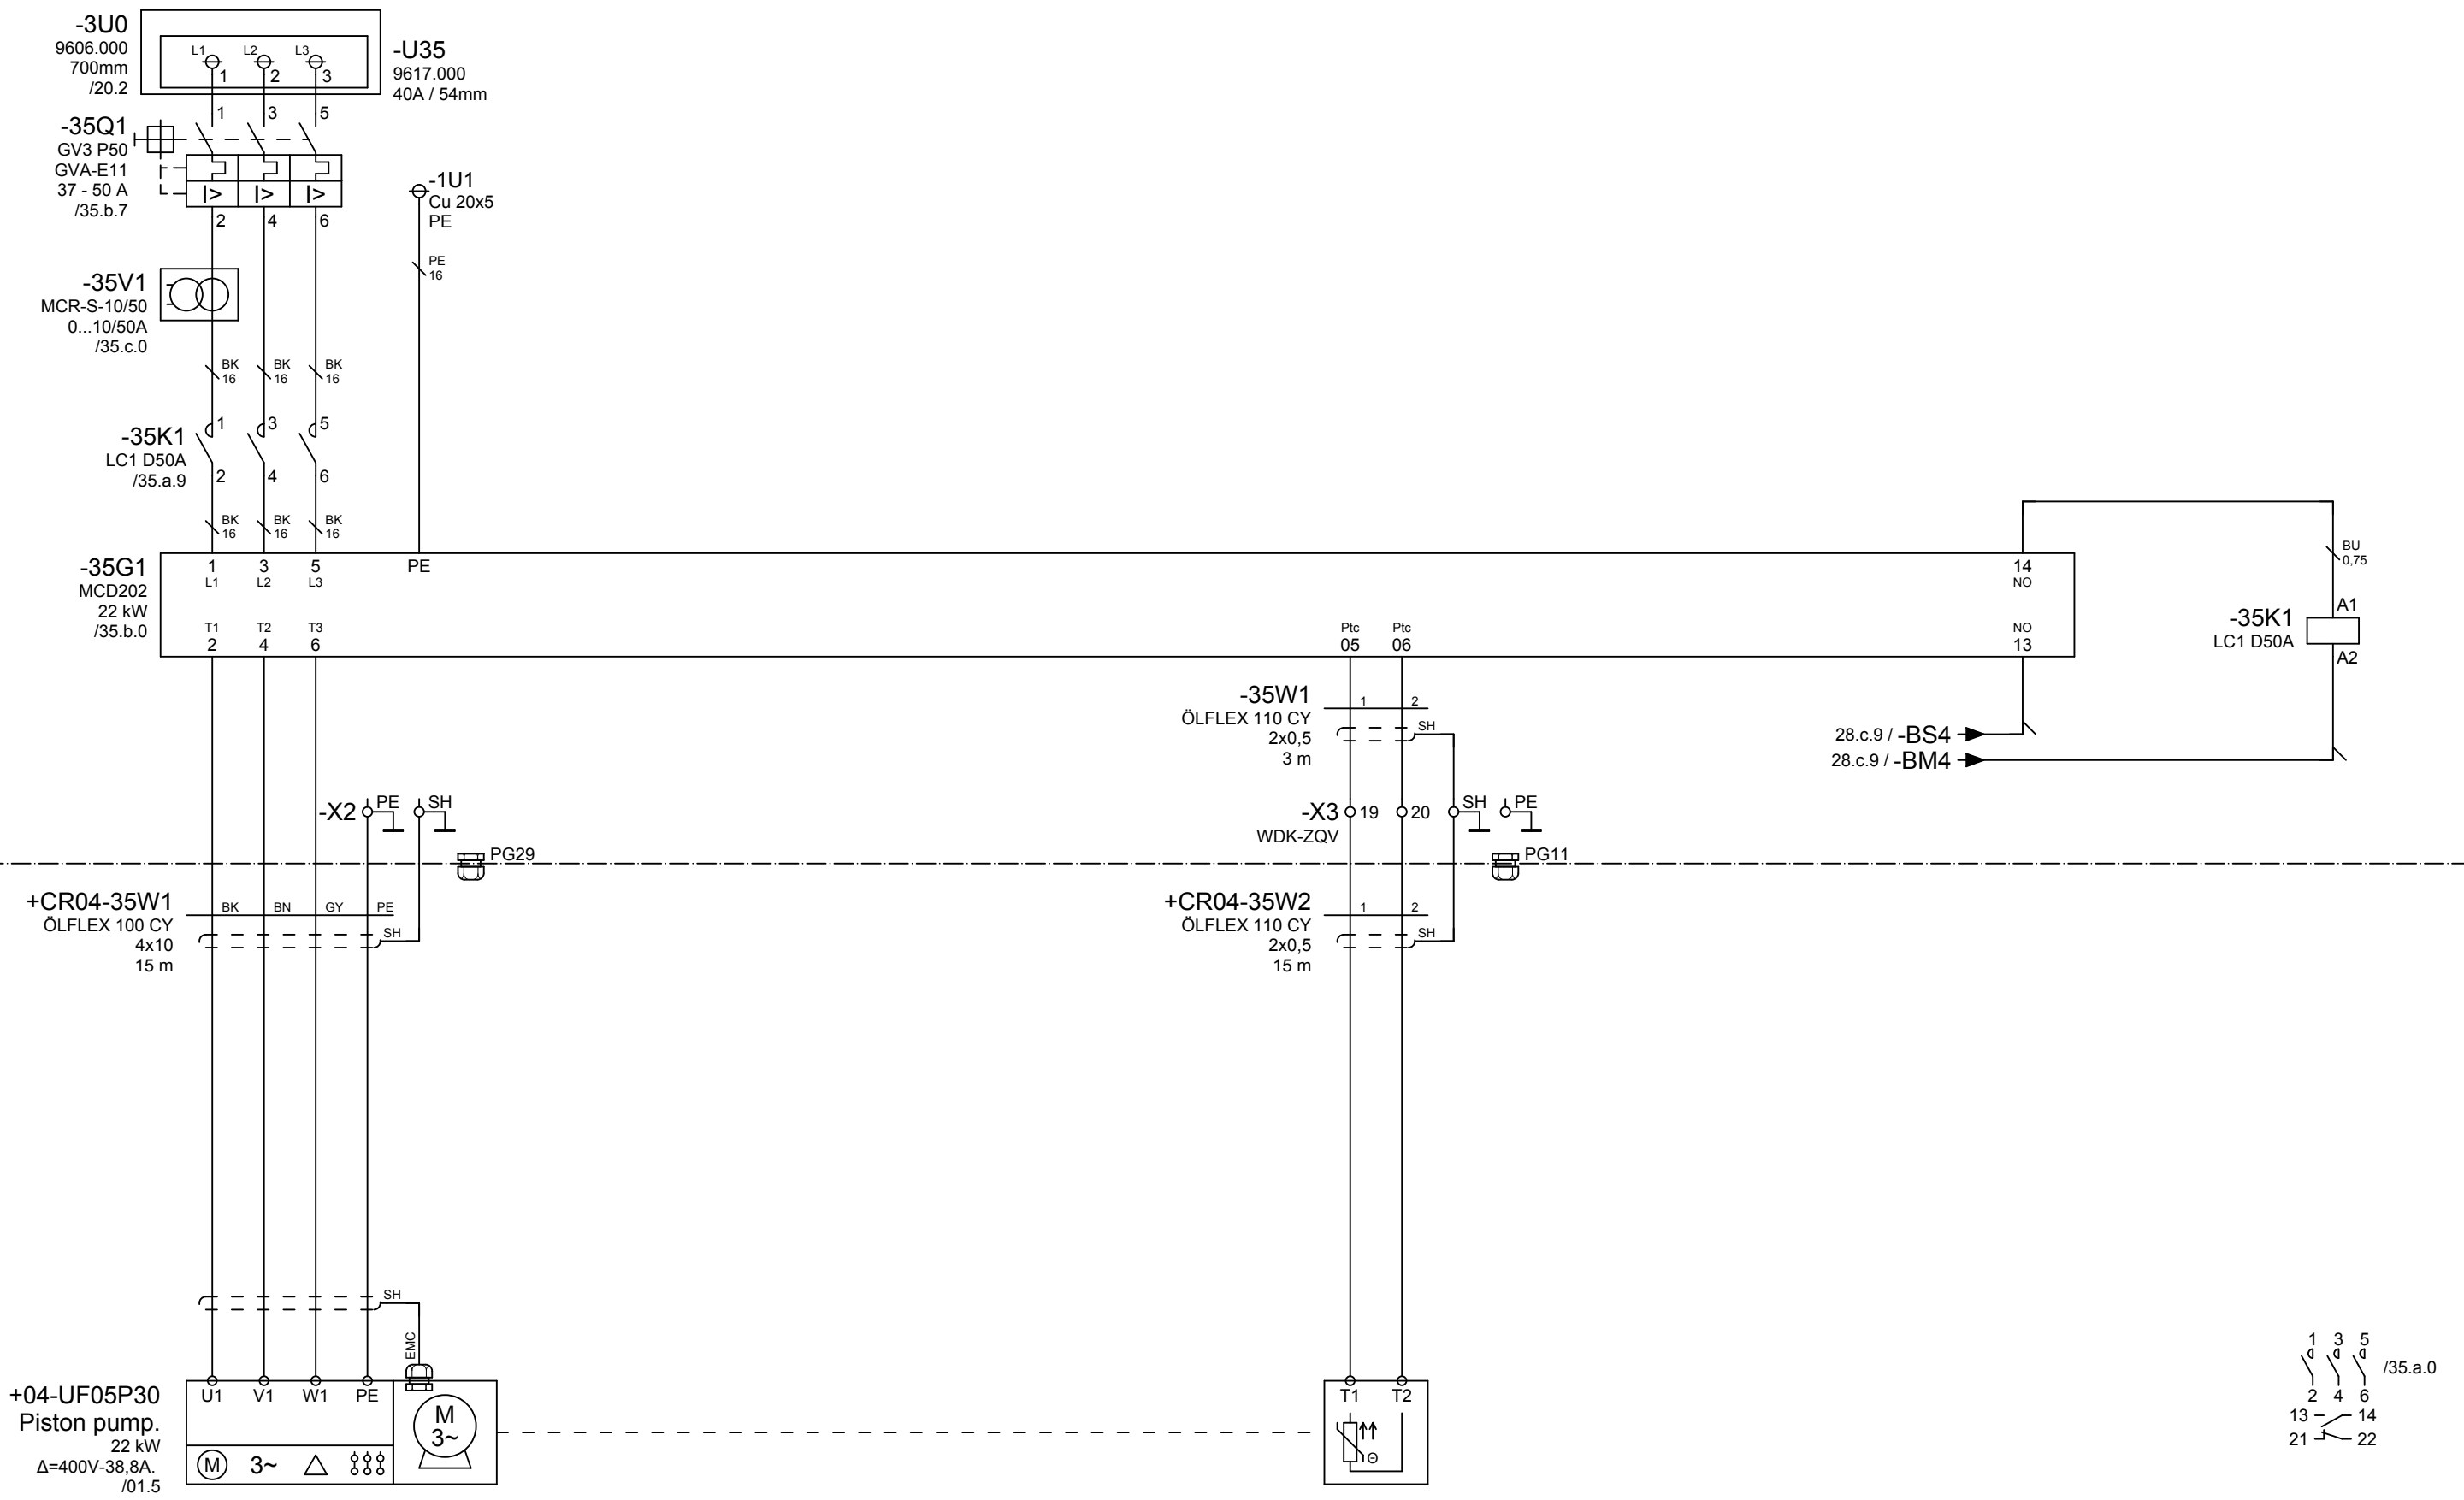 -3U0
9606.000
700mm
/20.2
L1 L2 L3
1 2 3
-U35
9617.000
40A / 54mm
1 3 5
-35Q1
GV3 P50
GVA-E11
37 - 50 A
/35.b.7
I> I> I>
2 4 6
-1U1
Cu 20x5
PE
PE
16
-35V1
MCR-S-10/50
0...10/50A
/35.c.0
BK BK BK
16 16 16
1 3 5
-35K1
LC1 D50A
/35.a.9
2 4 6
BK BK BK
16 16 16
-35G1
MCD202
22 kW
/35.b.0
1 3 5 PE
L1 L2 L3
T1 T2 T3
2 4 6
Ptc Ptc
05 06
14
NO
NO
13
BU
0,75
A1
-35K1
LC1 D50A
A2
-35W1
ÖLFLEX 110 CY
2x0,5
3 m
1 2
SH
28.c.9 / -BS4
28.c.9 / -BM4
-X2 PE SH
-X3 19 20 SH PE
WDK-ZQV
PG29
PG11
+CR04-35W1
ÖLFLEX 100 CY
4x10
15 m
BK BN GY PE
SH
+CR04-35W2
ÖLFLEX 110 CY
2x0,5
15 m
1 2
SH
SH
EMC
+04-UF05P30
Piston pump.
22 kW
Δ=400V-38,8A.
/01.5
U1 V1 W1 PE
M
3~
M 3~
T1 T2
Θ
1 3 5
/35.a.0
2 4 6
13 14
21 22